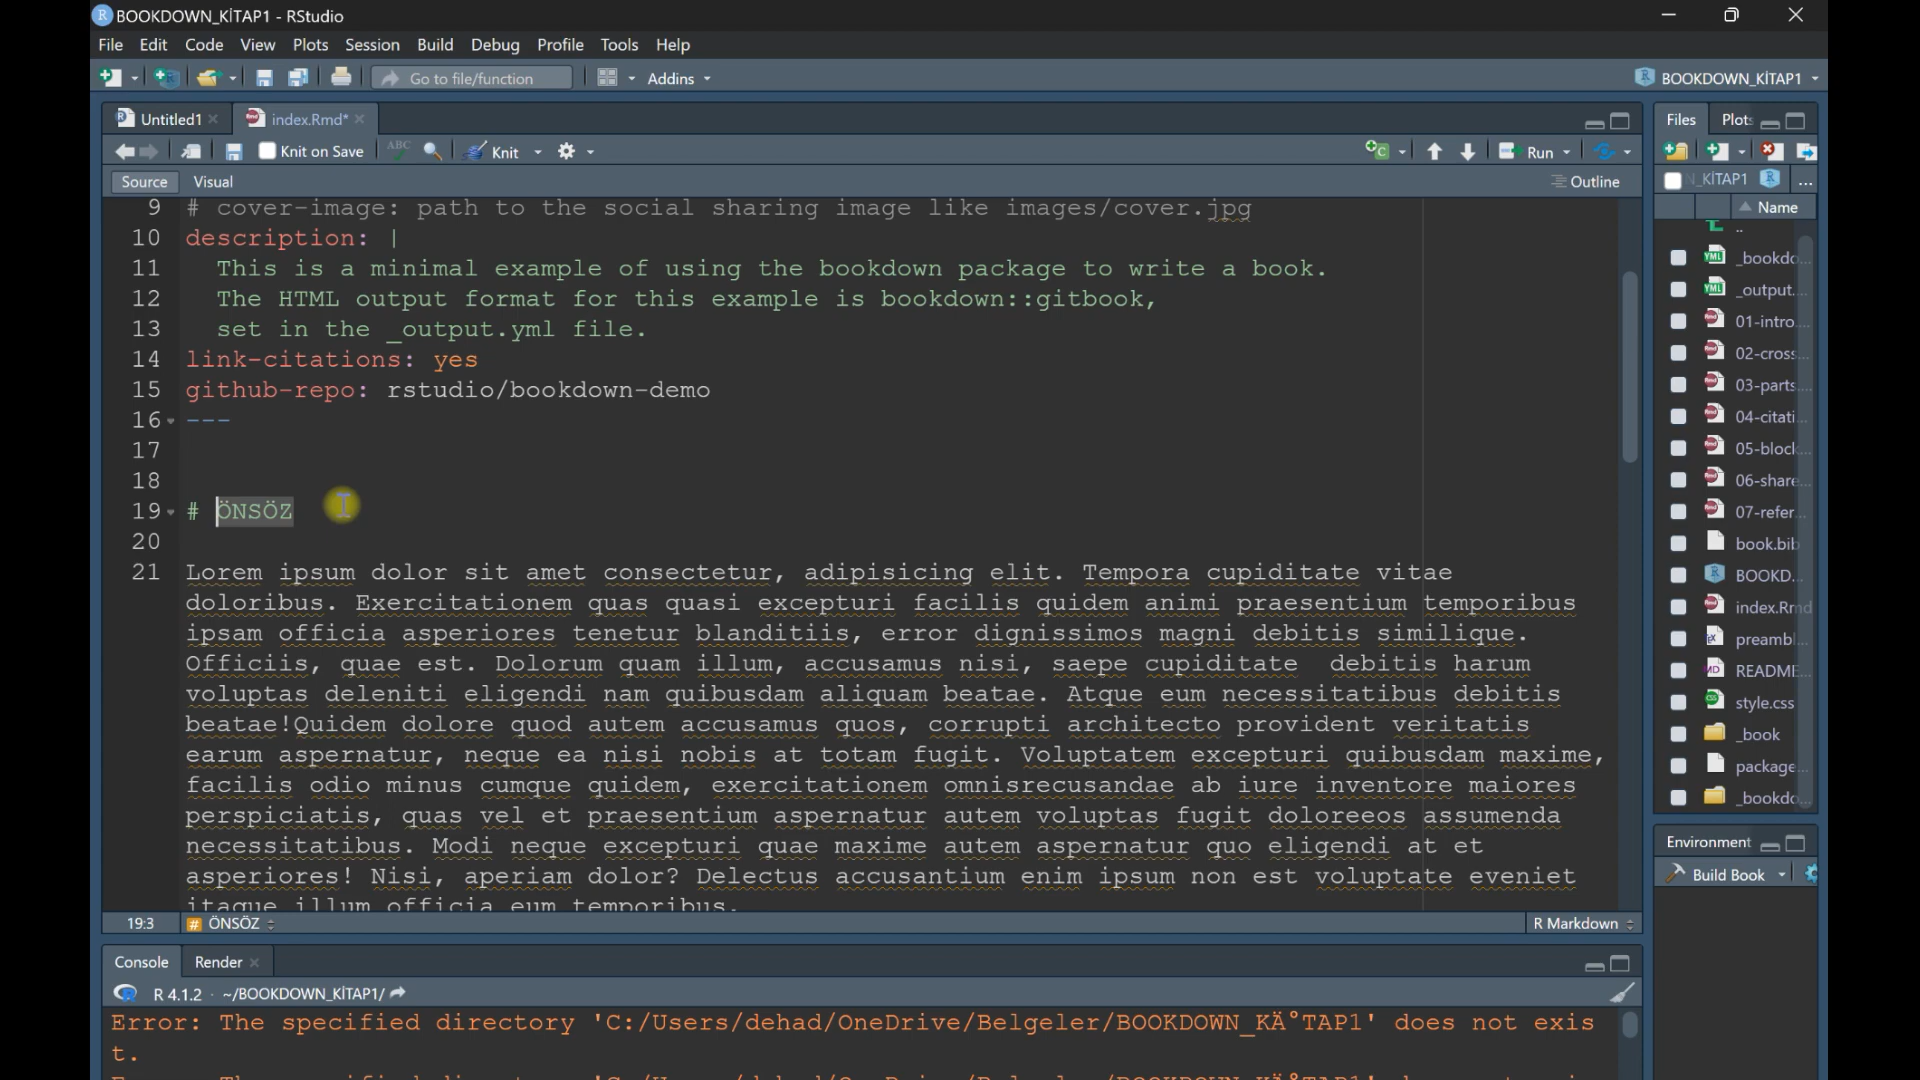 BOOKDOWN_KİTAP1 - RStudio
File Edit Code View Plots Session Build Debug Profile Tools Help
Go to file/function Addins BOOKDOWN_KİTAP1
Untitled1 index.Rmd* Files Plots
Knit on Save ABC Knit Run
Source Visual Outline N_KİTAP1 ...
Name
9 # cover-image: path to the social sharing image like images/cover.jpg
10 description: |
11 This is a minimal example of using the bookdown package to write a book.
12 The HTML output format for this example is bookdown::gitbook,
13 set in the _output.yml file.
14 link-citations: yes
15 github-repo: rstudio/bookdown-demo
16 ---
17
18
19 # ÖNSÖZ
20
21 Lorem ipsum dolor sit amet consectetur, adipisicing elit. Tempora cupiditate vitae
doloribus. Exercitationem quas quasi excepturi facilis quidem animi praesentium temporibus
ipsam officia asperiores tenetur blanditiis, error dignissimos magni debitis similique.
Officiis, quae est. Dolorum quam illum, accusamus nisi, saepe cupiditate debitis harum
voluptas deleniti eligendi nam quibusdam aliquam beatae. Atque eum necessitatibus debitis
beatae!Quidem dolore quod autem accusamus quos, corrupti architecto provident veritatis
earum aspernatur, neque ea nisi nobis at totam fugit. Voluptatem excepturi quibusdam maxime,
facilis odio minus cumque quidem, exercitationem omnisrecusandae ab iure inventore maiores
perspiciatis, quas vel et praesentium aspernatur autem voluptas fugit doloreeos assumenda
necessitatibus. Modi neque excepturi quae maxime autem aspernatur quo eligendi at et
asperiores! Nisi, aperiam dolor? Delectus accusantium enim ipsum non est voluptate eveniet
itaque illum officia eum temporibus.
19:3 # ÖNSÖZ R Markdown
..
_bookdo...
_output....
01-intro....
02-cross...
03-parts...
04-citati...
05-block...
06-share...
07-refer...
book.bib
BOOKD...
index.Rmd
preamb...
README...
style.css
_book
package...
_bookdo...
Environment
Build Book
Console Render
R 4.1.2 · ~/BOOKDOWN_KİTAP1/
Error: The specified directory 'C:/Users/dehad/OneDrive/Belgeler/BOOKDOWN_KÄ°TAP1' does not exis
t.